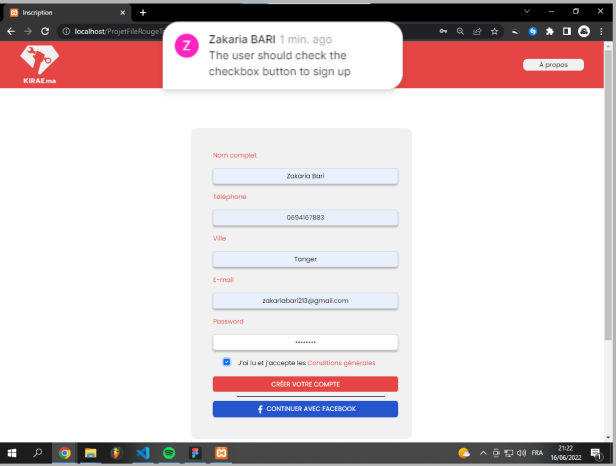 Inscription
localhost/ProjetFileRouge
Zakaria BARI 1 min. ago
The user should check the
checkbox button to sign up
Z
KIRAE.ma
À propos
Nom complet
Zakaria Bari
Téléphone
0694167883
Ville
Tanger
E-mail
zakariabari213@gmail.com
Password
J'ai lu et j'accepte les Conditions générales
CRÉER VOTRE COMPTE
CONTINUER AVEC FACEBOOK
FRA
21:22
16/06/2022